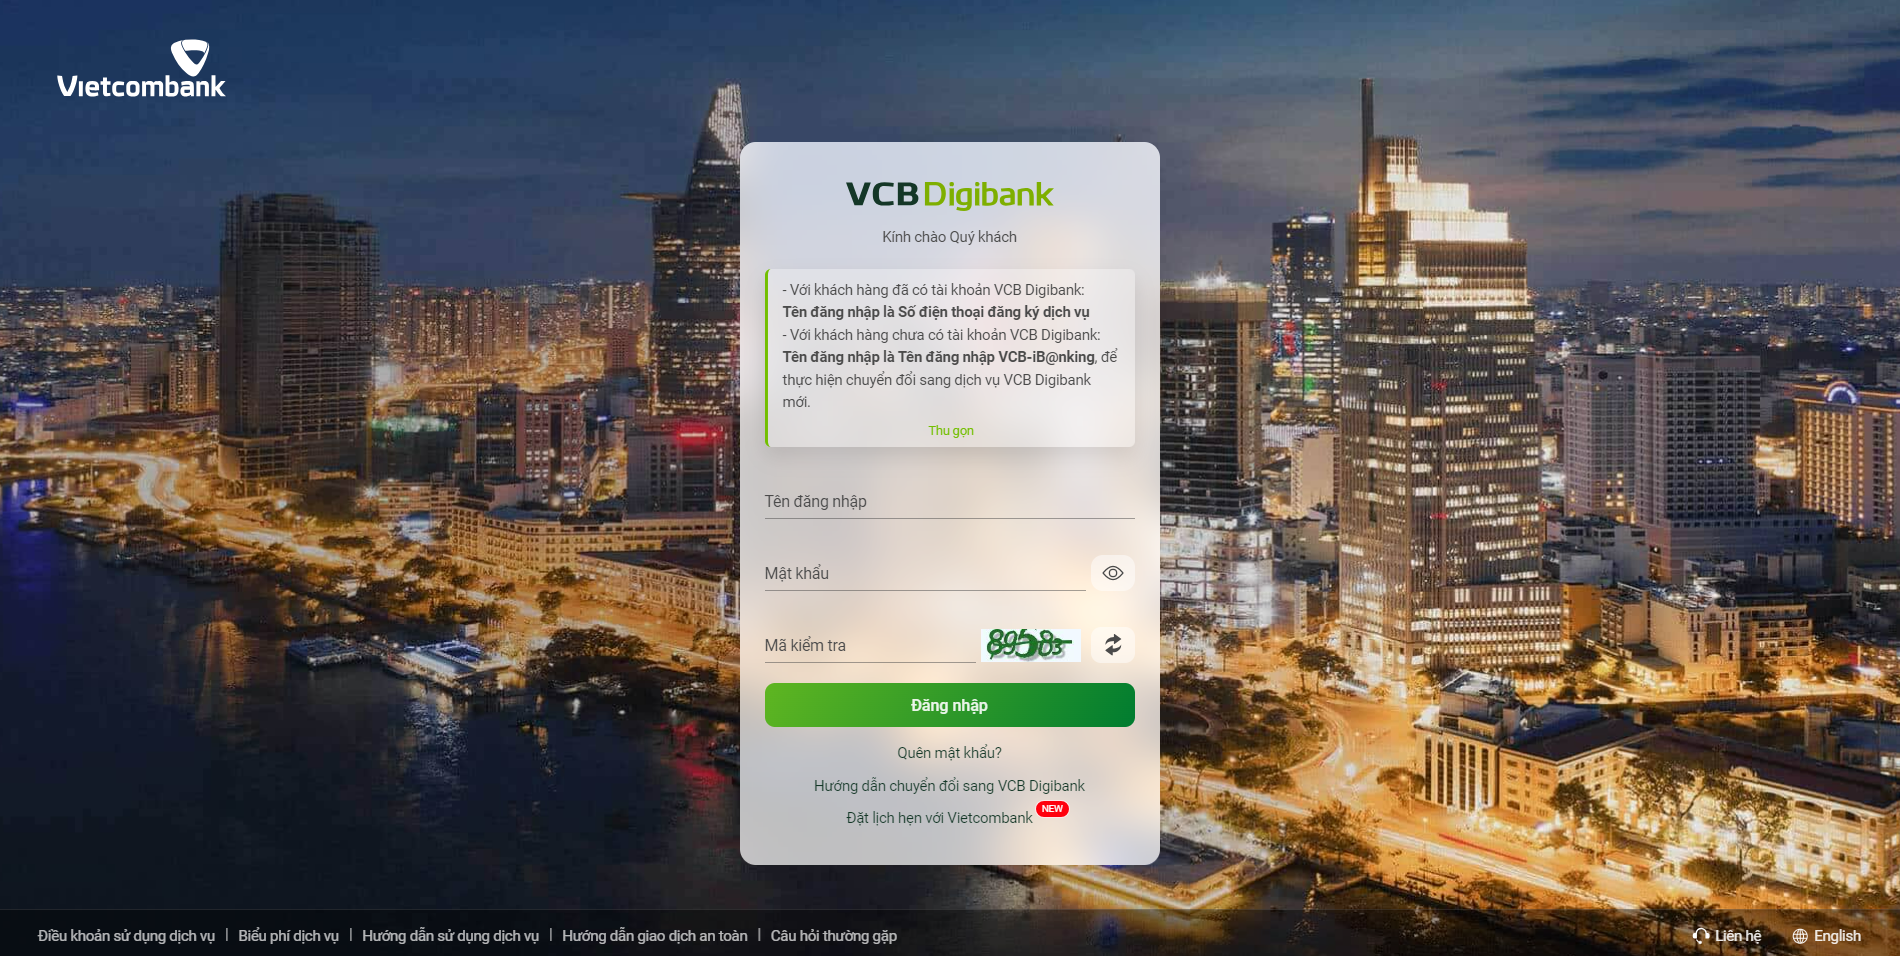 Vietcombank
VCB Digibank
Kính chào Quý khách
- Với khách hàng đã có tài khoản VCB Digibank:
Tên đăng nhập là Số điện thoại đăng ký dịch vụ
- Với khách hàng chưa có tài khoản VCB Digibank:
Tên đăng nhập là Tên đăng nhập VCB-iB@nking, để
thực hiện chuyển đổi sang dịch vụ VCB Digibank
mới.
Thu gọn
Tên đăng nhập
Mật khẩu
Mã kiểm tra
Đăng nhập
Quên mật khẩu?
Hướng dẫn chuyển đổi sang VCB Digibank
Đặt lịch hẹn với Vietcombank NEW
Điều khoản sử dụng dịch vụ | Biểu phí dịch vụ | Hướng dẫn sử dụng dịch vụ | Hướng dẫn giao dịch an toàn | Câu hỏi thường gặp
Liên hệ English